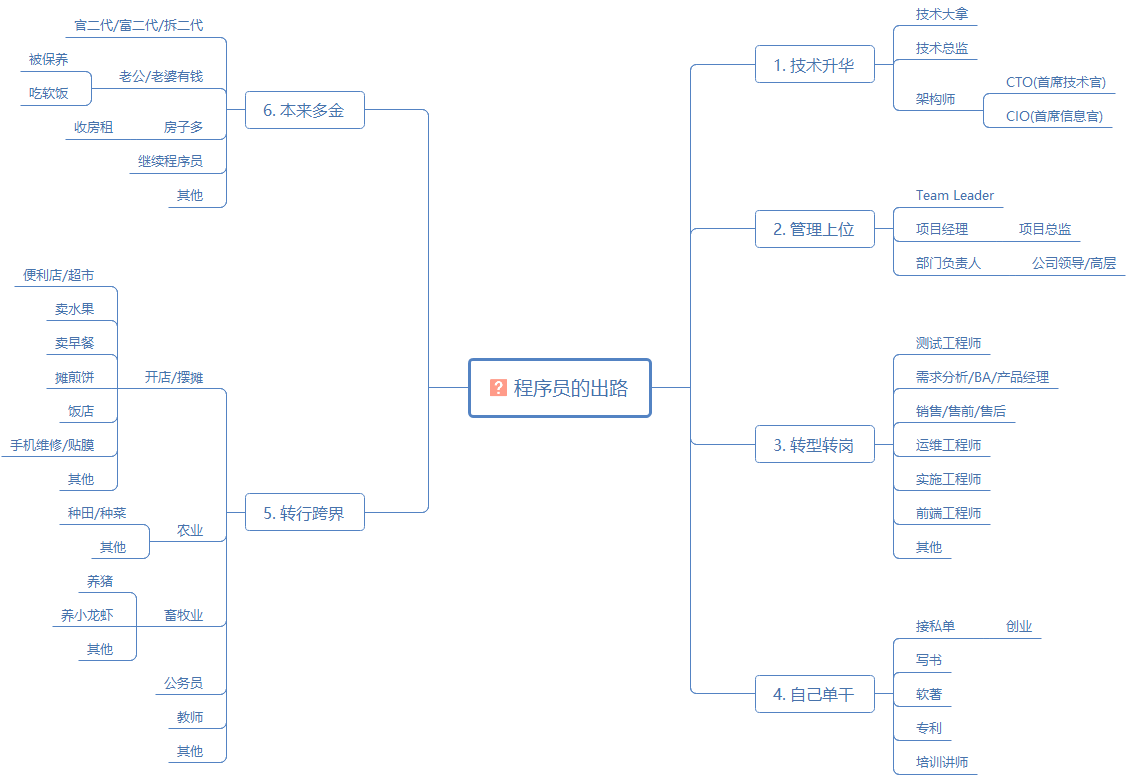 程序员的出路
1. 技术升华
技术大拿
技术总监
架构师
CTO(首席技术官)
CIO(首席信息官)
2. 管理上位
Team Leader
项目经理
项目总监
部门负责人
公司领导/高层
3. 转型转岗
测试工程师
需求分析/BA/产品经理
销售/售前/售后
运维工程师
实施工程师
前端工程师
其他
4. 自己单干
接私单
创业
写书
软著
专利
培训讲师
5. 转行跨界
开店/摆摊
便利店/超市
卖水果
卖早餐
摊煎饼
饭店
手机维修/贴膜
其他
农业
种田/种菜
其他
畜牧业
养猪
养小龙虾
其他
公务员
教师
其他
6. 本来多金
官二代/富二代/拆二代
老公/老婆有钱
被保养
吃软饭
房子多
收房租
继续程序员
其他